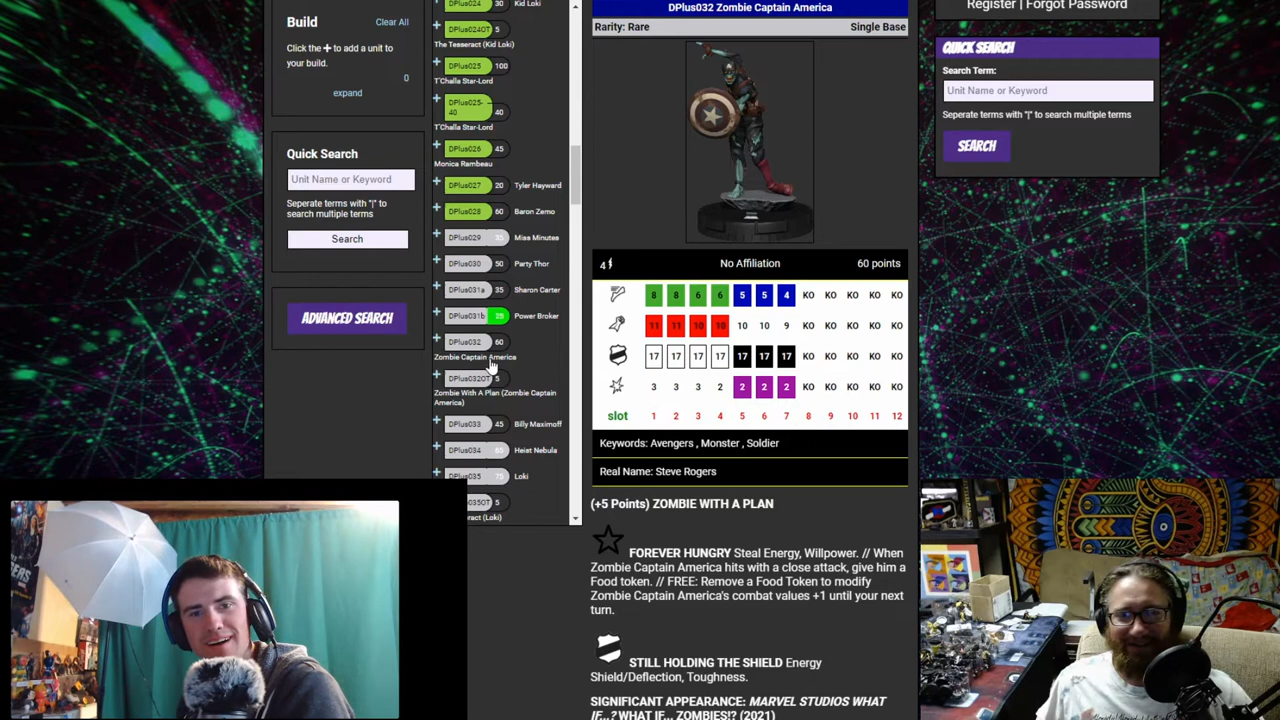 Build
Clear All
Click the + to add a unit to
your build.
0
expand
Quick Search
Unit Name or Keyword
Seperate terms with "|" to
search multiple terms
Search
ADVANCED SEARCH
DPlus024 30 Kid Loki
DPlus024OT 5
The Tesseract (Kid Loki)
DPlus025 100
T'Challa Star-Lord
DPlus025-
40 40
T'Challa Star-Lord
DPlus026 45
Monica Rambeau
DPlus027 20 Tyler Hayward
DPlus028 60 Baron Zemo
DPlus029 35 Miss Minutes
DPlus030 50 Party Thor
DPlus031a 35 Sharon Carter
DPlus031b 25 Power Broker
DPlus032 60
Zombie Captain America
DPlus032OT 5
Zombie With A Plan (Zombie Captain
America)
DPlus033 45 Billy Maximoff
DPlus034 Heist Nebula
DPlus035 75 Loki
5
DPlus032 Zombie Captain America
Rarity: Rare Single Base
4 No Affiliation 60 points
8 8 6 6 5 5 4 KO KO KO KO KO
11 11 10 10 10 10 9 KO KO KO KO KO
17 17 17 17 17 17 17 KO KO KO KO KO
3 3 3 2 2 2 2 KO KO KO KO KO
slot 1 2 3 4 5 6 7 8 9 10 11 12
Keywords: Avengers , Monster , Soldier
Real Name: Steve Rogers
(+5 Points) ZOMBIE WITH A PLAN
FOREVER HUNGRY Steal Energy, Willpower. // When
Zombie Captain America hits with a close attack, give him a
Food token. // FREE: Remove a Food Token to modify
Zombie Captain America's combat values +1 until your next
turn.
STILL HOLDING THE SHIELD Energy
Shield/Deflection, Toughness.
SIGNIFICANT APPEARANCE: MARVEL STUDIOS WHAT
IF...? WHAT IF... ZOMBIES!? (2021)
Register | Forgot Password
QUICK SEARCH
Search Term:
Unit Name or Keyword
Seperate terms with "|" to search multiple terms
SEARCH